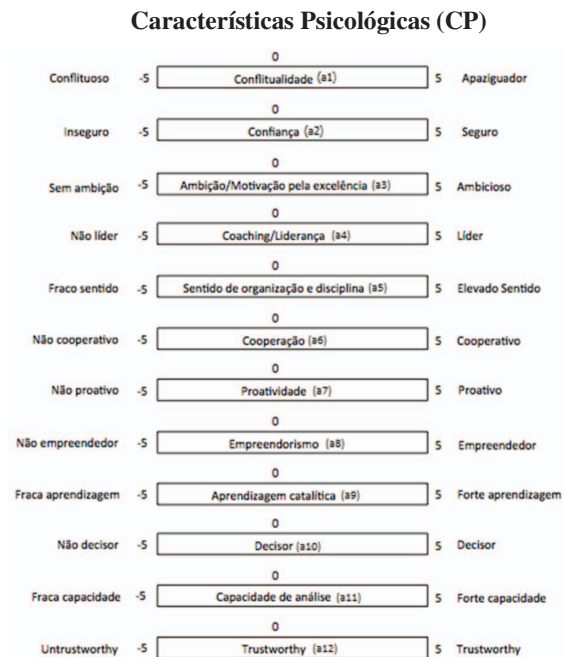 Características Psicológicas (CP)
0
Conflituoso -5 Conflitualidade (a1) 5 Apaziguador
0
Inseguro -5 Confiança (a2) 5 Seguro
0
Sem ambição -5 Ambição/Motivação pela excelência (a3) 5 Ambicioso
0
Não líder -5 Coaching/Liderança (a4) 5 Líder
0
Fraco sentido -5 Sentido de organização e disciplina (a5) 5 Elevado Sentido
0
Não cooperativo -5 Cooperação (a6) 5 Cooperativo
0
Não proativo -5 Proatividade (a7) 5 Proativo
0
Não empreendedor -5 Empreendorismo (a8) 5 Empreendedor
0
Fraca aprendizagem -5 Aprendizagem catalítica (a9) 5 Forte aprendizagem
0
Não decisor -5 Decisor (a10) 5 Decisor
0
Fraca capacidade -5 Capacidade de análise (a11) 5 Forte capacidade
0
Untrustworthy -5 Trustworthy (a12) 5 Trustworthy